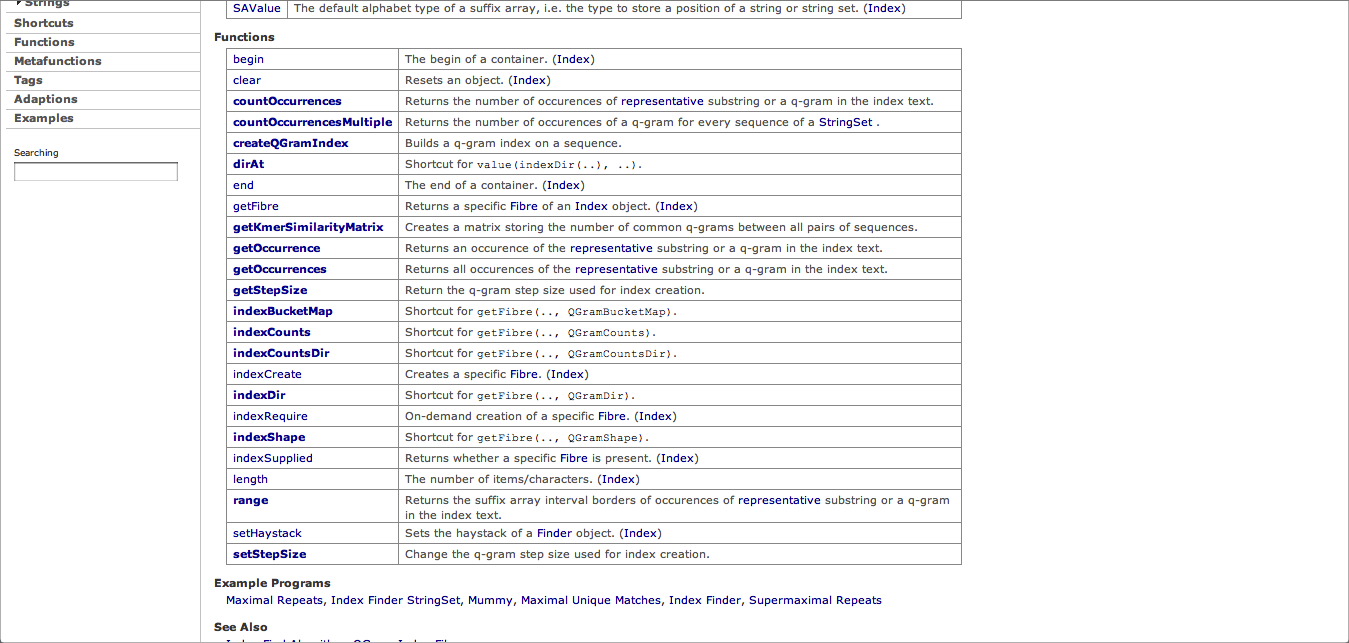 Strings
Shortcuts
Functions
Metafunctions
Tags
Adaptions
Examples
Searching
SAValue The default alphabet type of a suffix array, i.e. the type to store a position of a string or string set. (Index)
Functions
begin The begin of a container. (Index)
clear Resets an object. (Index)
countOccurrences Returns the number of occurences of representative substring or a q-gram in the index text.
countOccurrencesMultiple Returns the number of occurences of a q-gram for every sequence of a StringSet .
createQGramIndex Builds a q-gram index on a sequence.
dirAt Shortcut for value(indexDir(..), ..).
end The end of a container. (Index)
getFibre Returns a specific Fibre of an Index object. (Index)
getKmerSimilarityMatrix Creates a matrix storing the number of common q-grams between all pairs of sequences.
getOccurrence Returns an occurence of the representative substring or a q-gram in the index text.
getOccurrences Returns all occurences of the representative substring or a q-gram in the index text.
getStepSize Return the q-gram step size used for index creation.
indexBucketMap Shortcut for getFibre(.., QGramBucketMap).
indexCounts Shortcut for getFibre(.., QGramCounts).
indexCountsDir Shortcut for getFibre(.., QGramCountsDir).
indexCreate Creates a specific Fibre. (Index)
indexDir Shortcut for getFibre(.., QGramDir).
indexRequire On-demand creation of a specific Fibre. (Index)
indexShape Shortcut for getFibre(.., QGramShape).
indexSupplied Returns whether a specific Fibre is present. (Index)
length The number of items/characters. (Index)
range Returns the suffix array interval borders of occurences of representative substring or a q-gram
in the index text.
setHaystack Sets the haystack of a Finder object. (Index)
setStepSize Change the q-gram step size used for index creation.
Example Programs
Maximal Repeats, Index Finder StringSet, Mummy, Maximal Unique Matches, Index Finder, Supermaximal Repeats
See Also